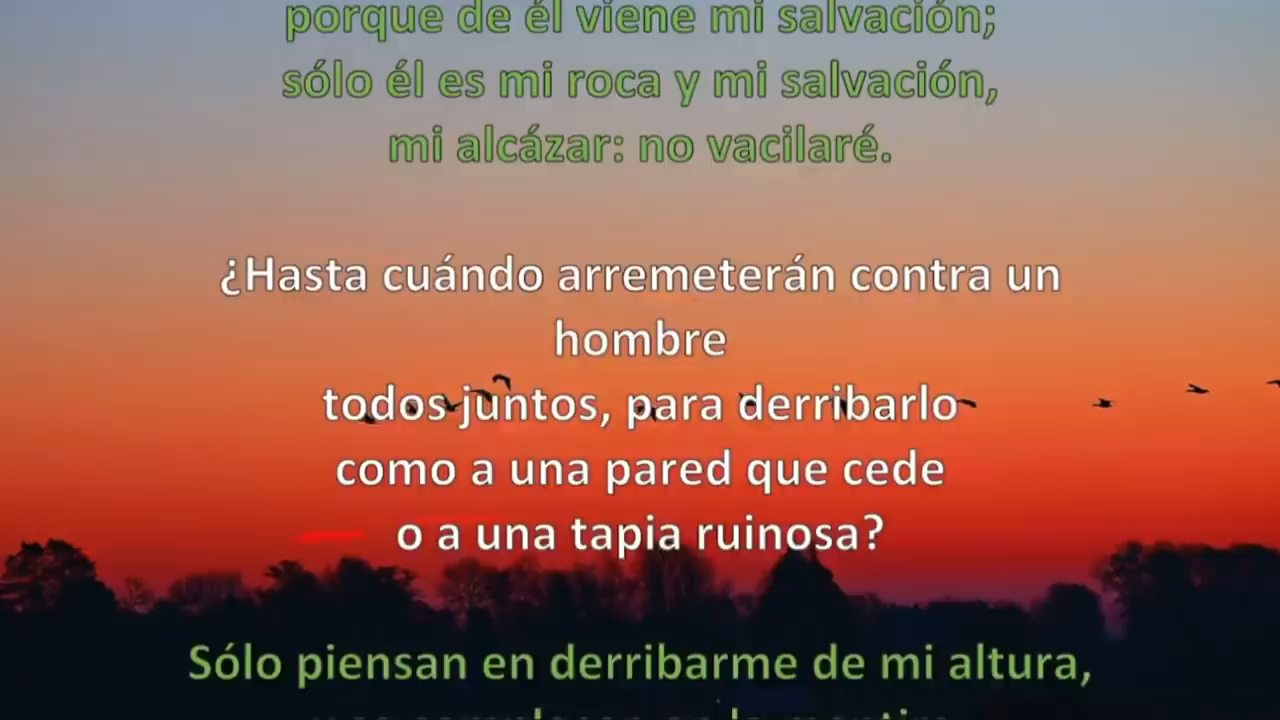 porque de él viene mi salvación;
sólo él es mi roca y mi salvación,
mi alcázar: no vacilaré.
¿Hasta cuándo arremeterán contra un
hombre
todos juntos, para derribarlo
como a una pared que cede
o a una tapia ruinosa?
Sólo piensan en derribarme de mi altura,